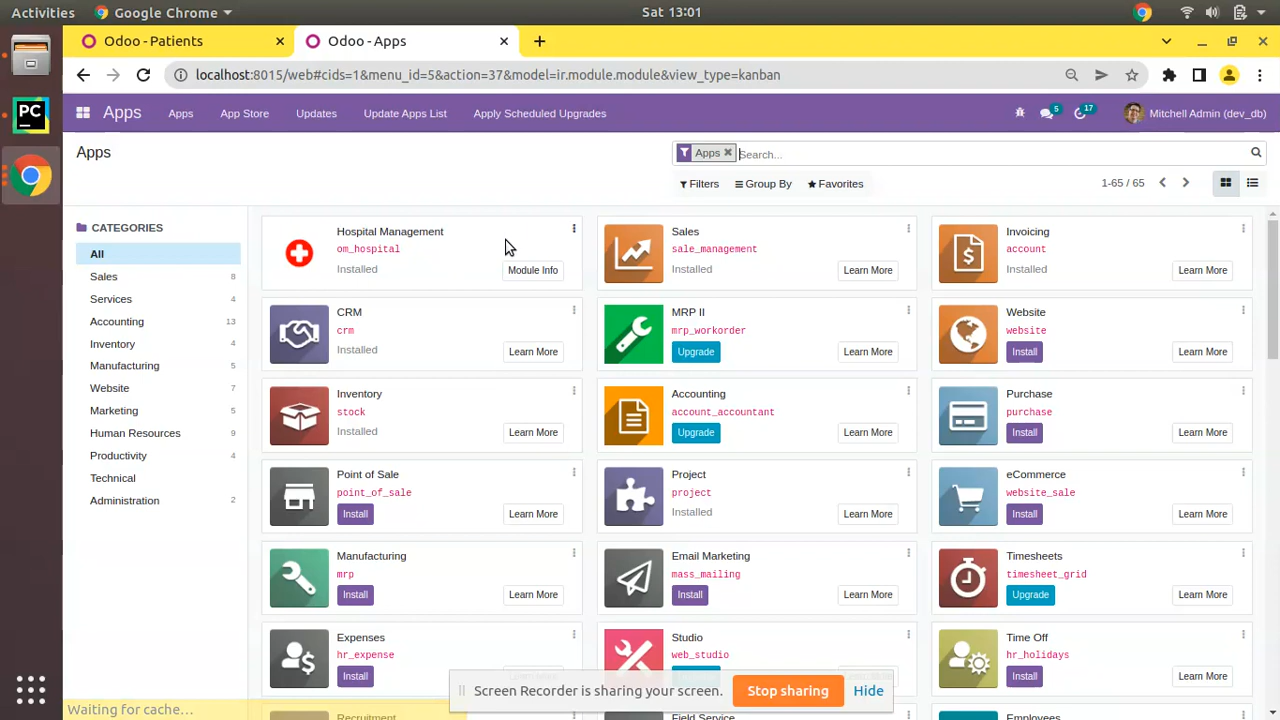 Activities Google Chrome Sat 13:01
Odoo - Patients Odoo - Apps
localhost:8015/web#cids=1&menu_id=5&action=37&model=ir.module.module&view_type=kanban
Apps Apps App Store Updates Update Apps List Apply Scheduled Upgrades 5 17 Mitchell Admin (dev_db)
Apps Apps Search...
Filters Group By Favorites 1-65 / 65
CATEGORIES
All
Sales 8
Services 4
Accounting 13
Inventory 4
Manufacturing 5
Website 7
Marketing 5
Human Resources 9
Productivity 4
Technical
Administration 2
Hospital Management
om_hospital
Installed Module Info
Sales
sale_management
Installed Learn More
Invoicing
account
Installed Learn More
CRM
crm
Installed Learn More
MRP II
mrp_workorder
Upgrade Learn More
Website
website
Install Learn More
Inventory
stock
Installed Learn More
Accounting
account_accountant
Upgrade Learn More
Purchase
purchase
Install Learn More
Point of Sale
point_of_sale
Install Learn More
Project
project
Installed Learn More
eCommerce
website_sale
Install Learn More
Manufacturing
mrp
Install Learn More
Email Marketing
mass_mailing
Install Learn More
Timesheets
timesheet_grid
Upgrade Learn More
Expenses
hr_expense
Install
Studio
web_studio
Time Off
hr_holidays
Install Learn More
Recruitment
Field Service
Employees
Screen Recorder is sharing your screen. Stop sharing Hide
Waiting for cache...
PC